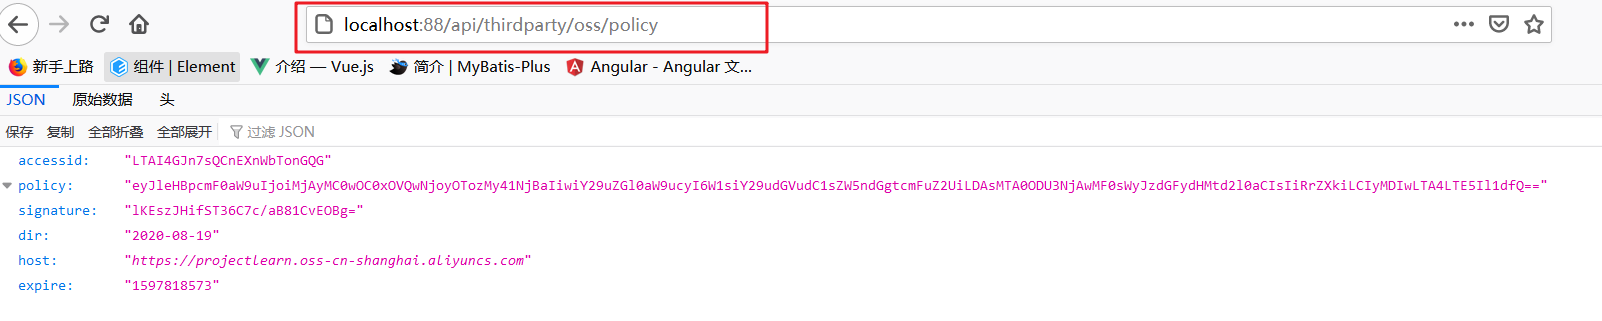 localhost:88/api/thirdparty/oss/policy
新手上路 组件 | Element 介绍 — Vue.js 简介 | MyBatis-Plus Angular - Angular 文...
JSON 原始数据 头
保存 复制 全部折叠 全部展开 过滤 JSON
accessid: "LTAI4GJn7sQCnEXnWbTonGQG"
policy: "eyJleHBpcmF0aW9uIjoiMjAyMC0wOC0xOVQwNjoyOTozMy41NjBaIiwiY29uZGl0aW9ucyI6W1siY29udGVudC1sZW5ndGgtcmFuZ2UiLDAsMTA0ODU3NjAwMF0sWyJzdGFydHMtd2l0aCIsIiRrZXkiLCIyMDIwLTA4LTE5Il1dfQ=="
signature: "lKEszJHifST36C7c/aB81CvEOBg="
dir: "2020-08-19"
host: "https://projectlearn.oss-cn-shanghai.aliyuncs.com"
expire: "1597818573"